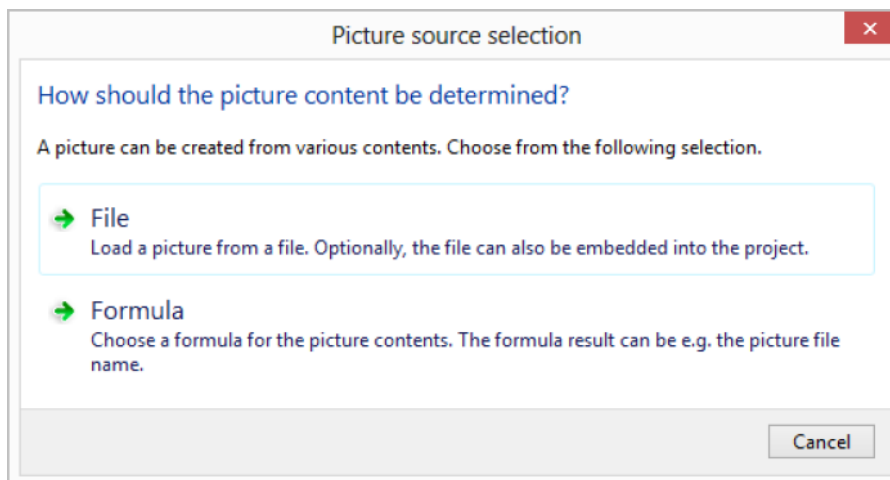 Picture source selection
How should the picture content be determined?
A picture can be created from various contents. Choose from the following selection.
File
Load a picture from a file. Optionally, the file can also be embedded into the project.
Formula
Choose a formula for the picture contents. The formula result can be e.g. the picture file
name.
Cancel